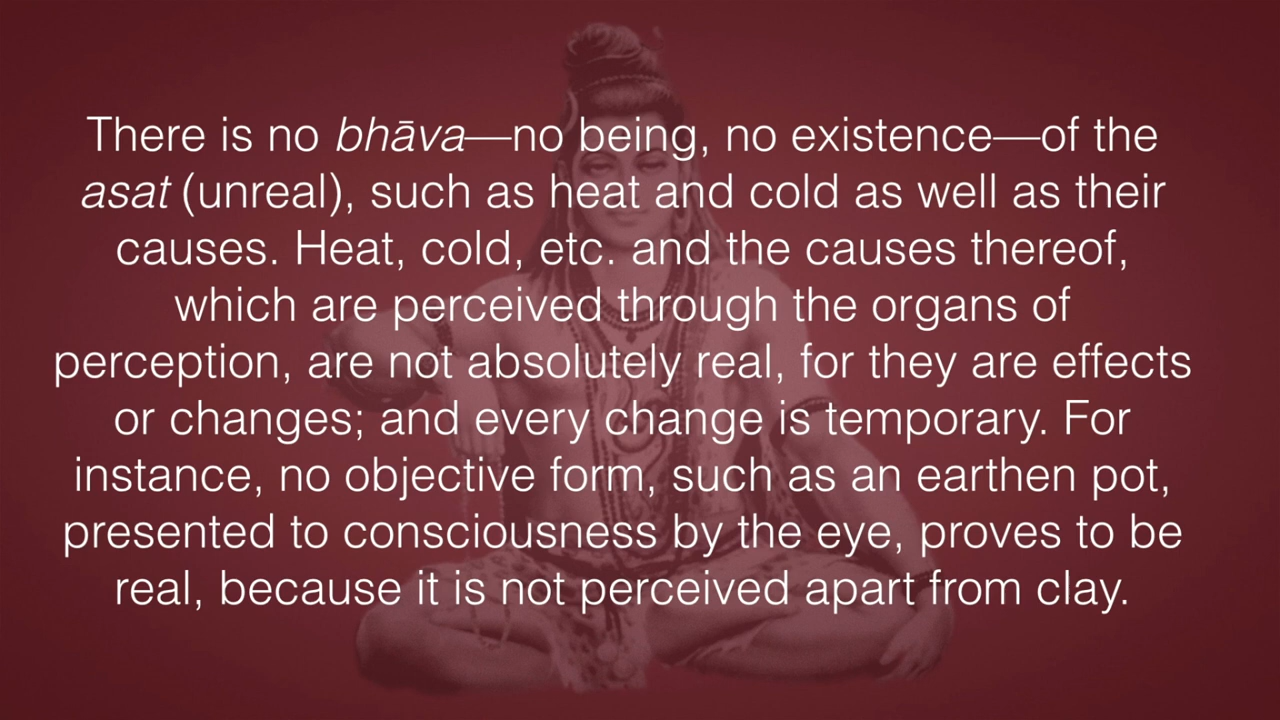 There is no bhāva—no being, no existence—of the
asat (unreal), such as heat and cold as well as their
causes. Heat, cold, etc. and the causes thereof,
which are perceived through the organs of
perception, are not absolutely real, for they are effects
or changes; and every change is temporary. For
instance, no objective form, such as an earthen pot,
presented to consciousness by the eye, proves to be
real, because it is not perceived apart from clay.